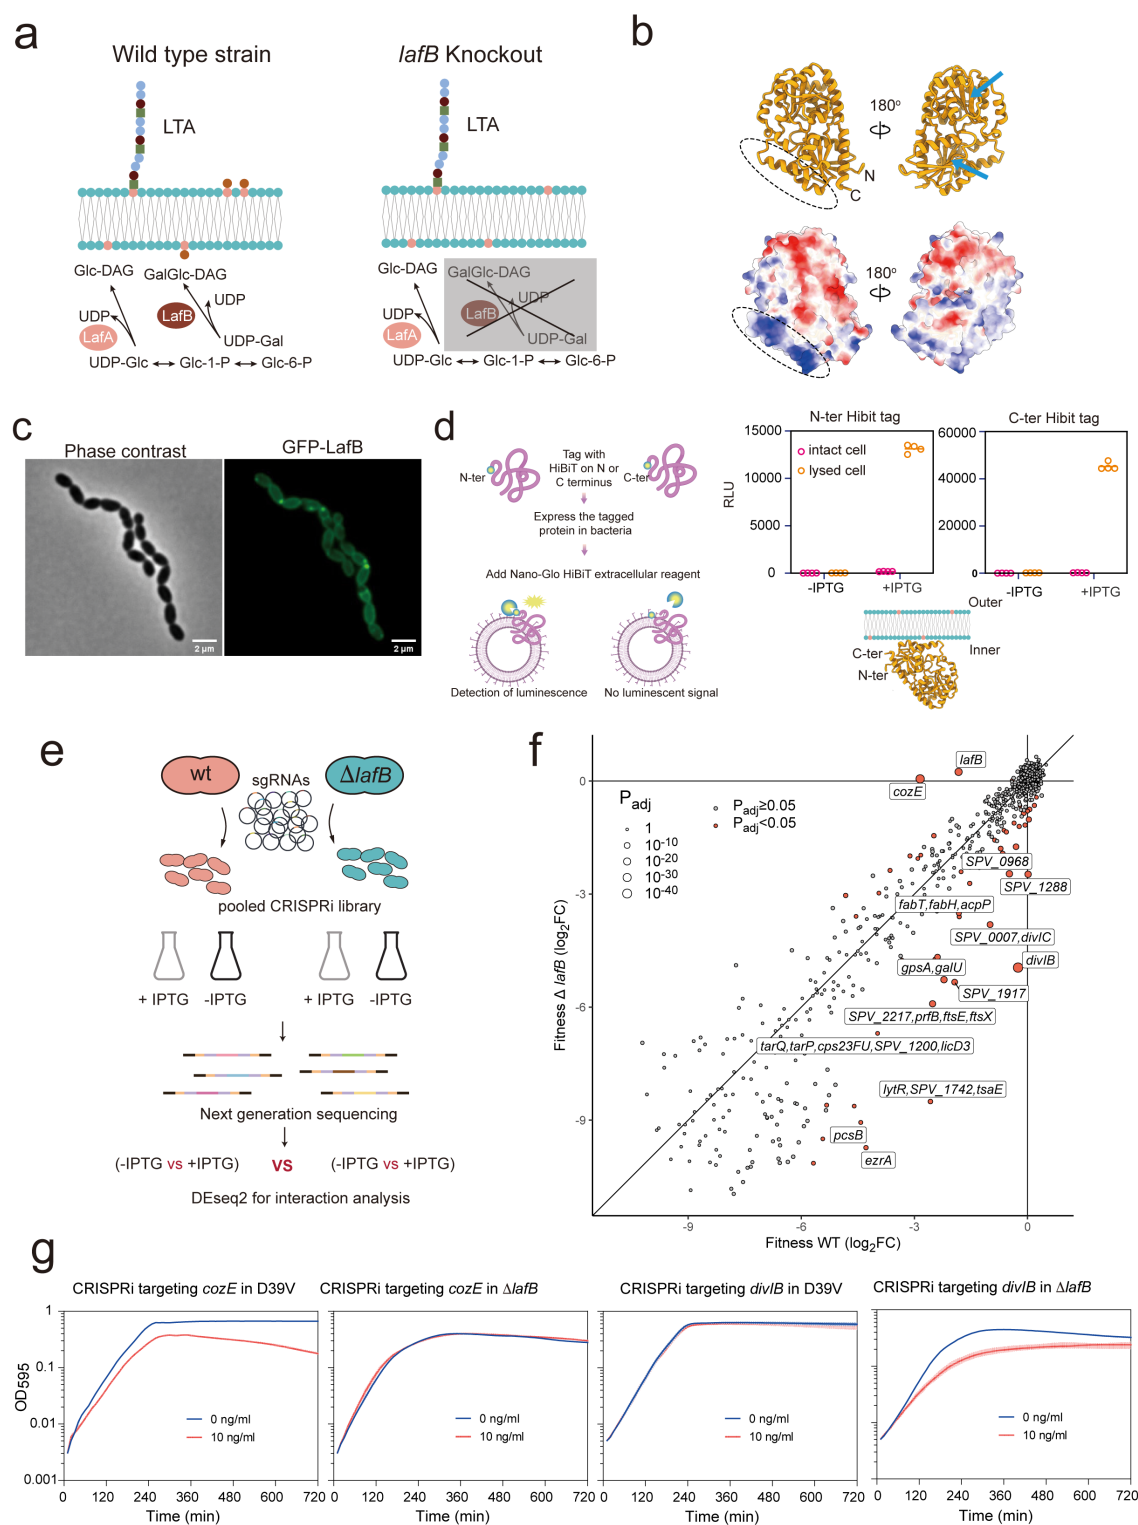 a
Wild type strain
lafB Knockout
LTA
LTA
Glc-DAG
GalGlc-DAG
UDP
UDP
LafA
LafB
UDP-Gal
UDP-Glc
Glc-1-P
Glc-6-P
Glc-DAG
GalGlc-DAG
UDP
UDP
LafA
LafB
UDP-Gal
UDP-Glc
Glc-1-P
Glc-6-P
b
180°
N
C
180°
c
Phase contrast
GFP-LafB
2 µm
2 µm
d
N-ter
Tag with
HiBiT on N or
C terminus
C-ter
Express the tagged
protein in bacteria
Add Nano-Glo HiBiT extracellular reagent
Detection of luminescence
No luminescent signal
N-ter Hibit tag
C-ter Hibit tag
RLU
15000
10000
5000
0
intact cell
lysed cell
-IPTG
+IPTG
60000
40000
20000
0
-IPTG
+IPTG
Outer
Inner
C-ter
N-ter
e
wt
sgRNAs
ΔlafB
pooled CRISPRi library
+ IPTG
-IPTG
+ IPTG
-IPTG
Next generation sequencing
(-IPTG vs +IPTG)
VS
(-IPTG vs +IPTG)
DEseq2 for interaction analysis
f
Fitness Δ lafB (log2FC)
0
-3
-6
-9
Padj
1
10-10
10-20
10-30
10-40
Padj≥0.05
Padj<0.05
lafB
cozE
SPV_0968
SPV_1288
fabT,fabH,acpP
SPV_0007,divIC
divIB
gpsA,galU
SPV_1917
SPV_2217,prfB,ftsE,ftsX
tarQ,tarP,cps23FU,SPV_1200,licD3
lytR,SPV_1742,tsaE
pcsB
ezrA
-9
-6
-3
0
Fitness WT (log2FC)
g
CRISPRi targeting cozE in D39V
CRISPRi targeting cozE in ΔlafB
CRISPRi targeting divIB in D39V
CRISPRi targeting divIB in ΔlafB
OD595
1
0.1
0.01
0.001
0 ng/ml
10 ng/ml
0 ng/ml
10 ng/ml
0 ng/ml
10 ng/ml
0 ng/ml
10 ng/ml
0 120 240 360 480 600 720
0 120 240 360 480 600 720
0 120 240 360 480 600 720
0 120 240 360 480 600 720
Time (min)
Time (min)
Time (min)
Time (min)